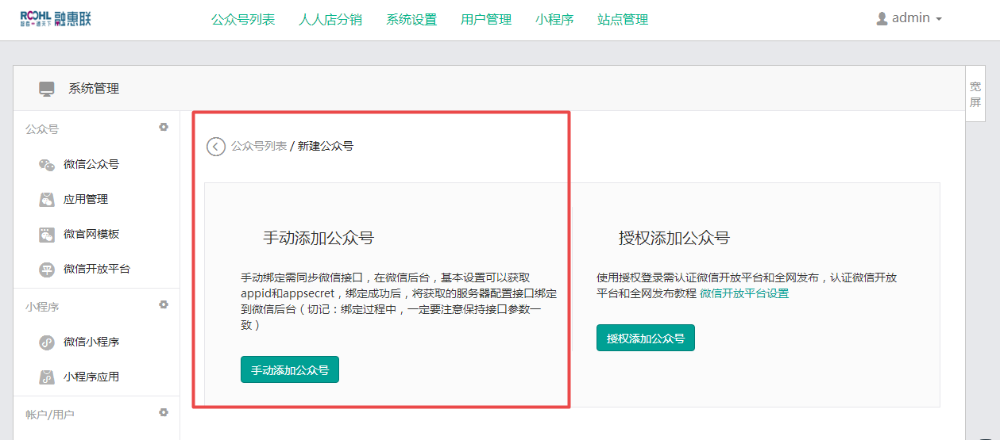 ROOHL 融惠联
公众号列表 人人店分销 系统设置 用户管理 小程序 站点管理
admin
系统管理
宽屏
公众号
微信公众号
应用管理
微官网模板
微信开放平台
小程序
微信小程序
小程序应用
帐户/用户
公众号列表 / 新建公众号
手动添加公众号
手动绑定需同步微信接口，在微信后台，基本设置可以获取
appid和appsecret，绑定成功后，将获取的服务器配置接口绑定
到微信后台（切记：绑定过程中，一定要注意保持接口参数一
致）
手动添加公众号
授权添加公众号
使用授权登录需认证微信开放平台和全网发布，认证微信开放
平台和全网发布教程 微信开放平台设置
授权添加公众号